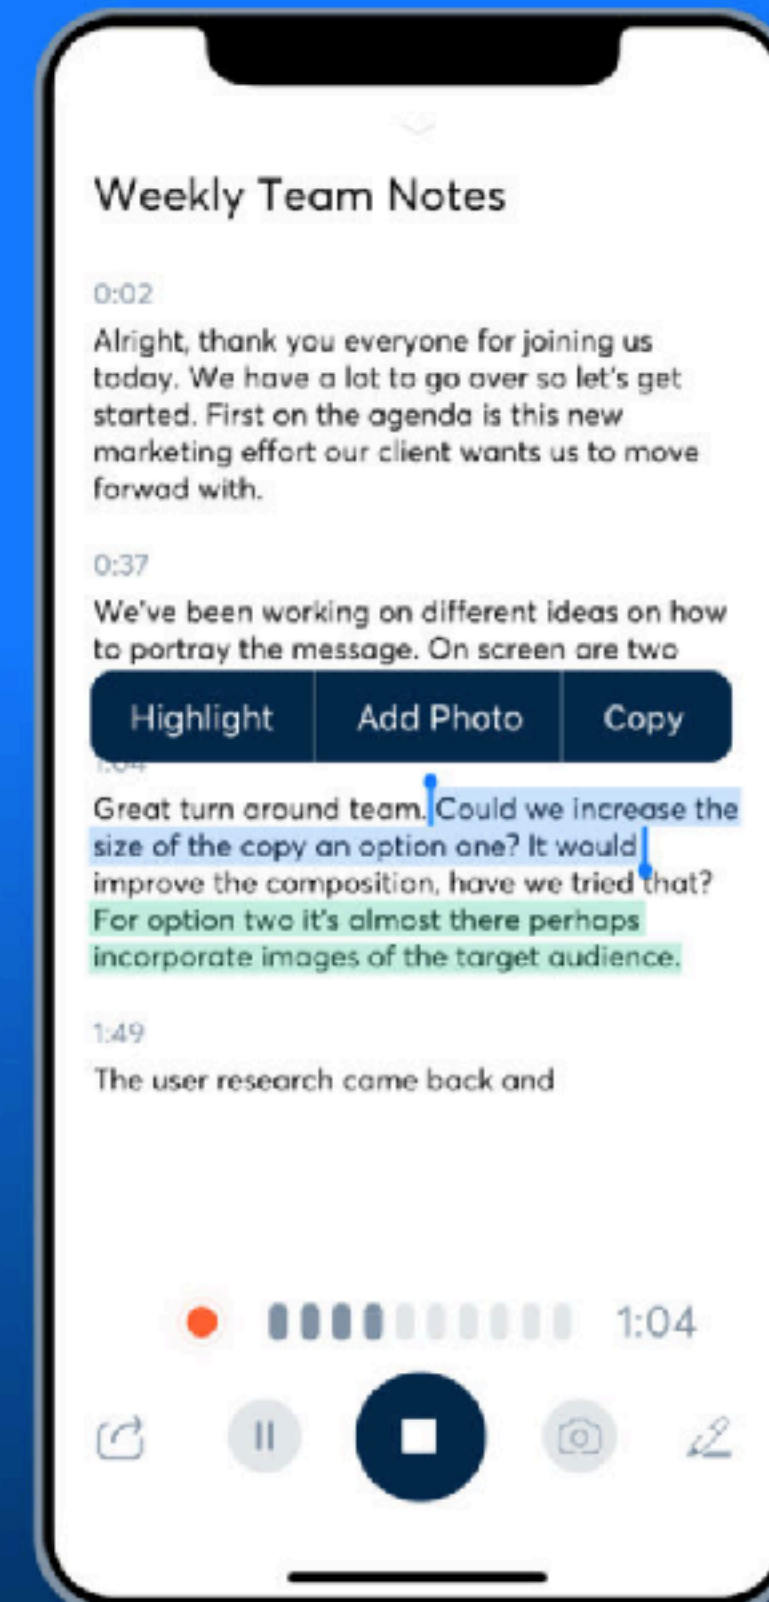 Weekly Team Notes
0:02
Alright, thank you everyone for joining us
today. We have a lot to go over so let's get
started. First on the agenda is this new
marketing effort our client wants us to move
forwad with.
0:37
We've been working on different ideas on how
to portray the message. On screen are two
Highlight Add Photo Copy
1:04
Great turn around team. Could we increase the
size of the copy an option one? It would
improve the composition, have we tried that?
For option two it's almost there perhaps
incorporate images of the target audience.
1:49
The user research came back and
1:04